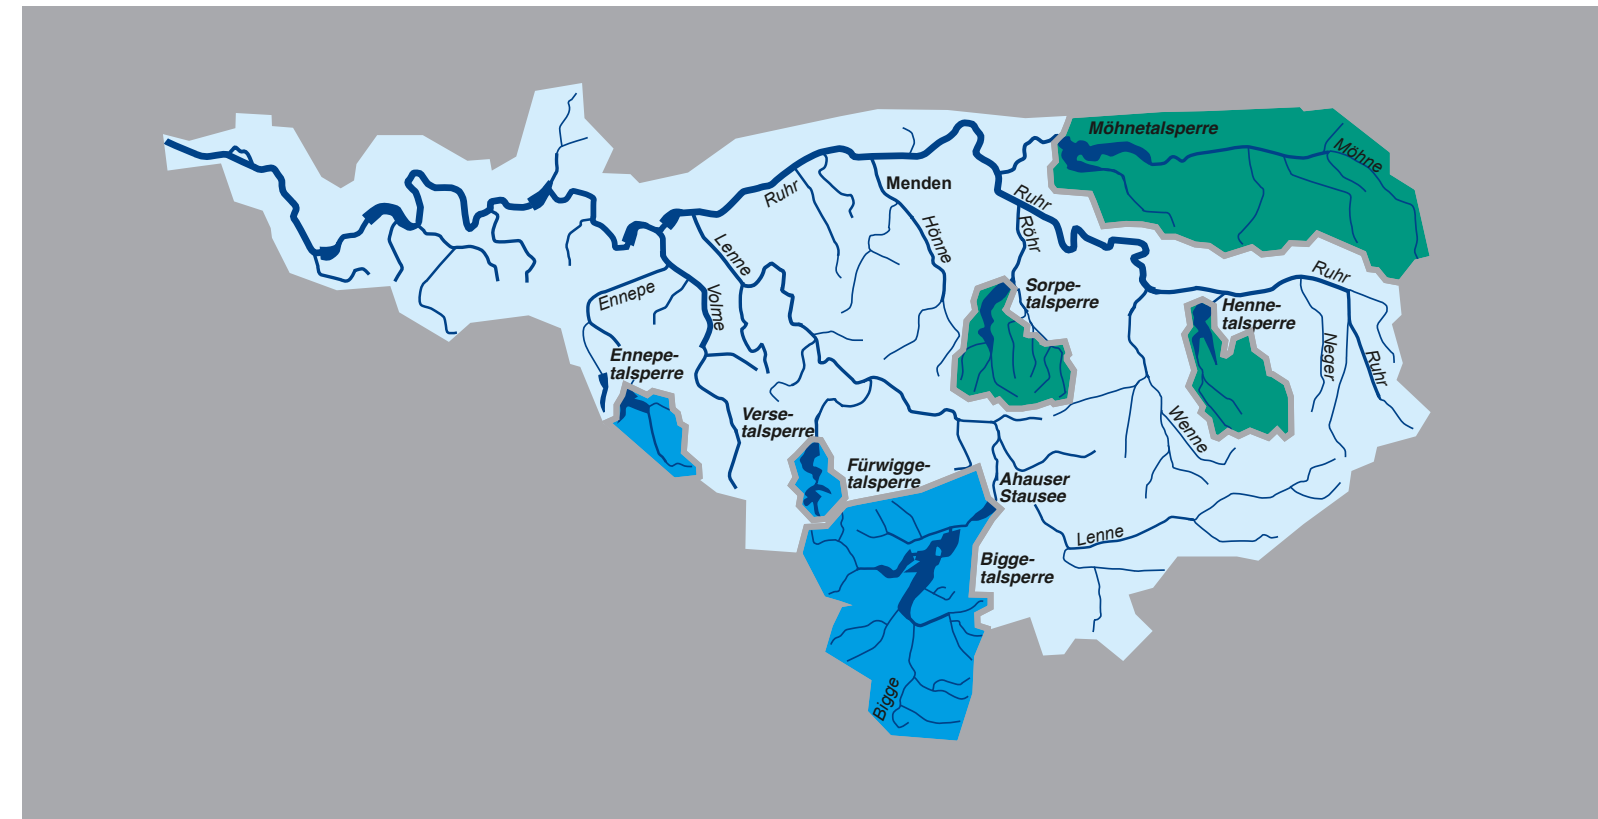 Möhnetalsperre
Möhne
Menden
Ruhr
Ruhr
Hönne
Röhr
Lenne
Ruhr
Ennepe
Volme
Sorpe-
talsperre
Henne-
talsperre
Neger
Ruhr
Ennepe-
talsperre
Verse-
talsperre
Wenne
Fürwigge-
talsperre
Ahauser
Stausee
Lenne
Bigge-
talsperre
Bigge